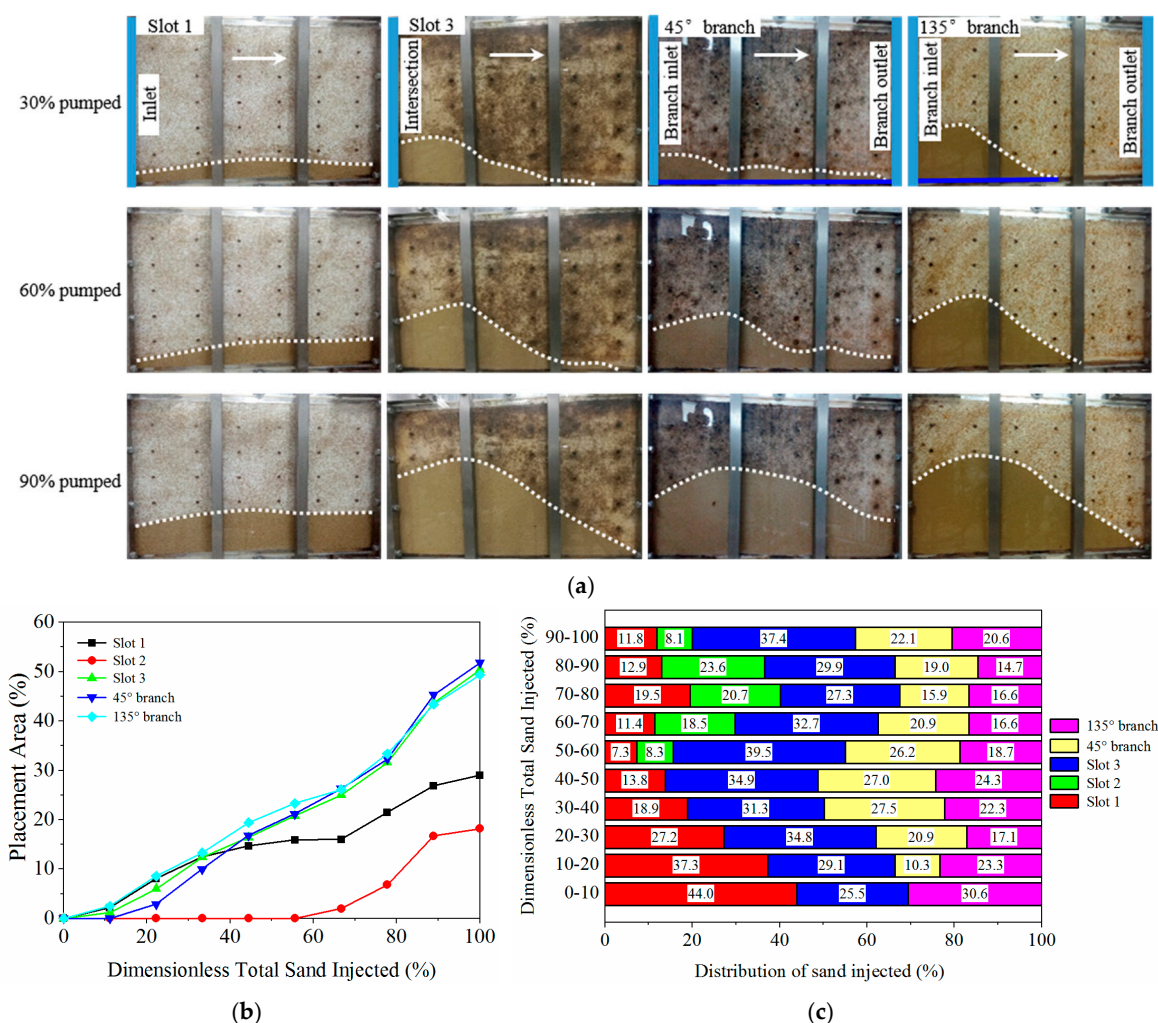 Slot 1
Slot 3
45° branch
135° branch
30% pumped
Inlet
Intersection
Branch inlet
Branch outlet
Branch inlet
Branch outlet
60% pumped
90% pumped
(a)
60
50
40
30
20
10
0
Placement Area (%)
Slot 1
Slot 2
Slot 3
45° branch
135° branch
0
20
40
60
80
100
Dimensionless Total Sand Injected (%)
(b)
Dimensionless Total Sand Injected (%)
90-100
11.8 8.1 37.4 22.1 20.6
80-90
12.9 23.6 29.9 19.0 14.7
70-80
19.5 20.7 27.3 15.9 16.6
60-70
11.4 18.5 32.7 20.9 16.6
50-60
7.3 8.3 39.5 26.2 18.7
40-50
13.8 34.9 27.0 24.3
30-40
18.9 31.3 27.5 22.3
20-30
27.2 34.8 20.9 17.1
10-20
37.3 29.1 10.3 23.3
0-10
44.0 25.5 30.6
0
20
40
60
80
100
Distribution of sand injected (%)
135° branch
45° branch
Slot 3
Slot 2
Slot 1
(c)